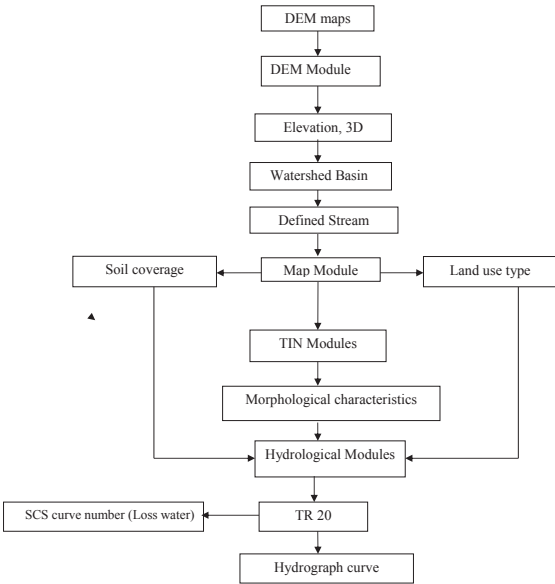 DEM maps
DEM Module
Elevation, 3D
Watershed Basin
Defined Stream
Soil coverage
Map Module
Land use type
TIN Modules
Morphological characteristics
Hydrological Modules
SCS curve number (Loss water)
TR 20
Hydrograph curve